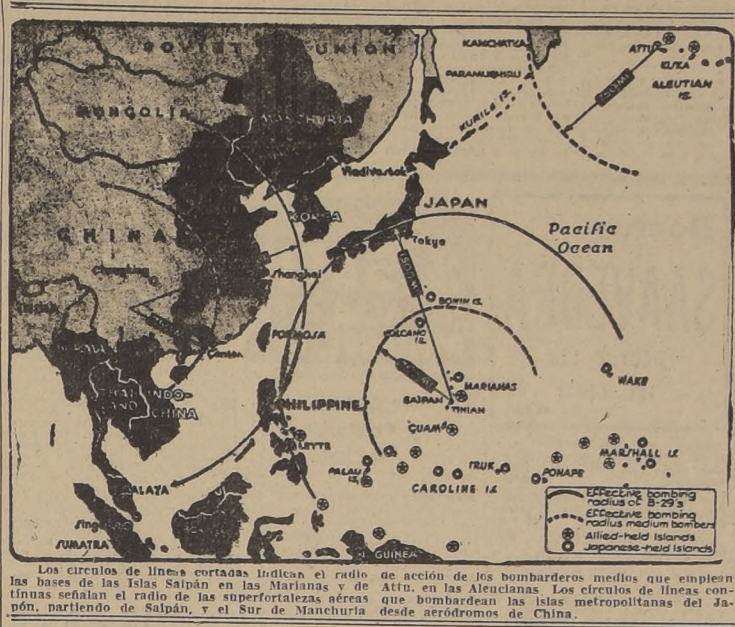 SOVIET UNION
KAMCHATKA
ATTU
KISKA
ALEUTIAN
IS.
PARAMUSHIRU
KURILE IS.
MONGOLIA
MANCHURIA
Vladivostok
KOREA
JAPAN
Tokyo
Pacific
Ocean
CHINA
Chungking
Shanghai
1500 MI
BONIN IS.
VOLCANO
IS.
FORMOSA
Canton
WAKE
MARIANAS
SAIPAN
TINIAN
GUAM
THAI-
LAND
INDO-
CHINA
PHILIPPINE
LEYTE
PALAU
IS.
TRUK
PONAPE
MARSHALL IS.
CAROLINE IS.
MALAYA
SUMATRA
N. GUINEA
Effective bombing
radius of B-29's
Effective bombing
radius medium bombers
Allied-held islands
Japanese-held islands
Los círculos de líneas cortadas indican el radio
las bases de las Islas Saipán en las Marianas y de
tínuas señalan el radio de las superfortalezas aéreas
pón, partiendo de Saipán, y el Sur de Manchuria
de acción de los bombarderos medios que emplean
Attu, en las Aleucianas. Los círculos de líneas con-
que bombardean las islas metropolitanas del Ja-
desde aeródromos de China.